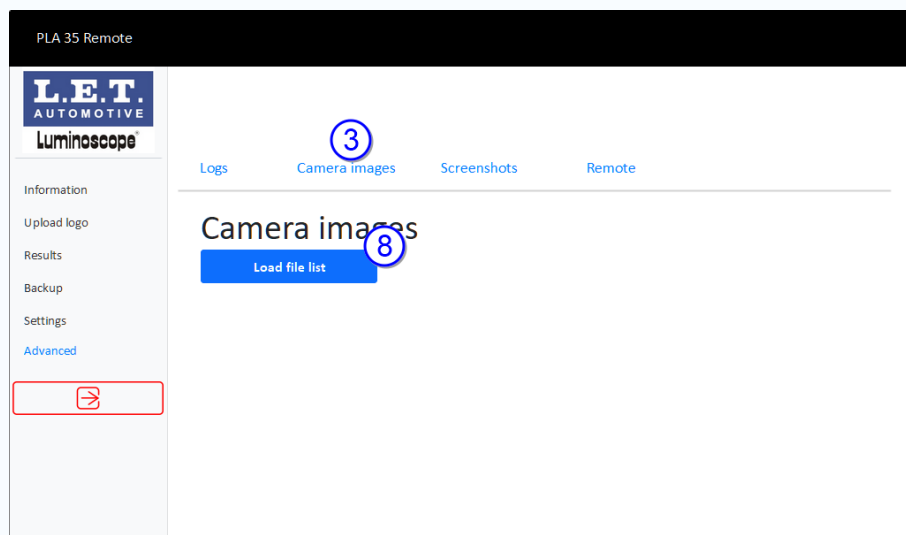 PLA 35 Remote
L.E.T.
AUTOMOTIVE
Luminoscope®
Information
Upload logo
Results
Backup
Settings
Advanced
3
Logs Camera images Screenshots Remote
Camera images
8
Load file list